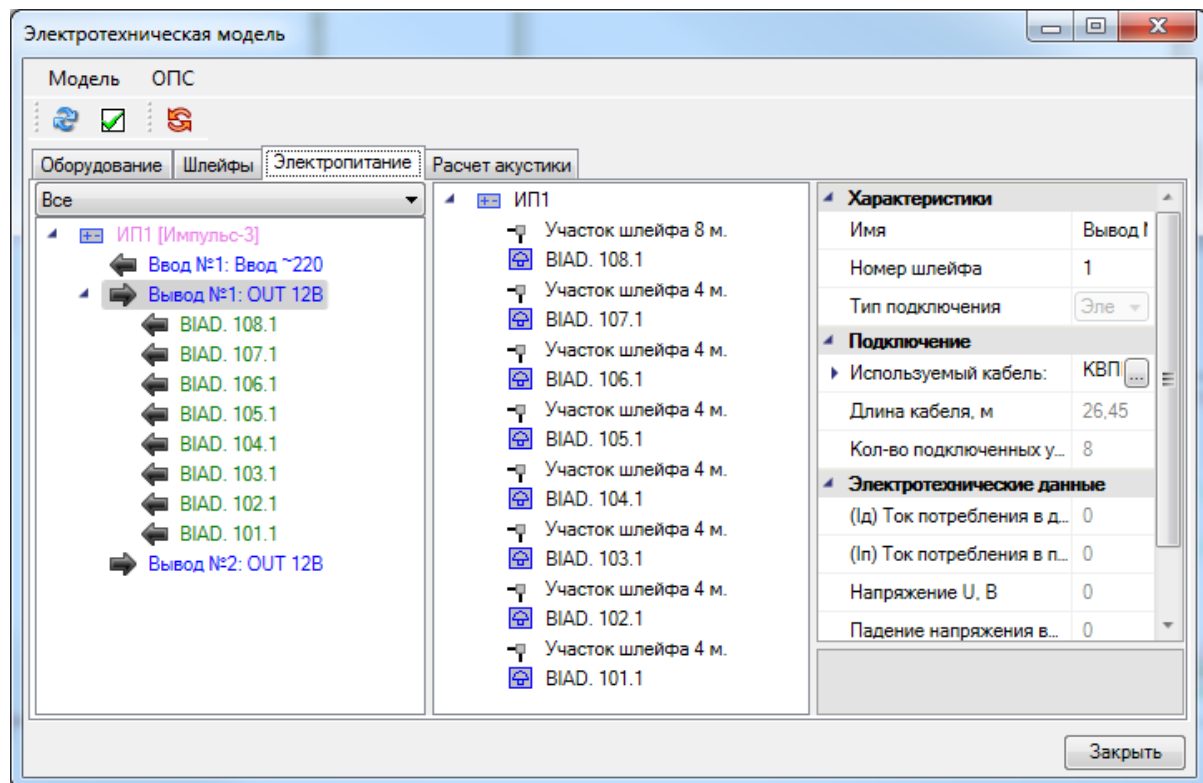 Электротехническая модель
Модель ОПС
Оборудование Шлейфы Электропитание Расчет акустики
Все
ИП1 [Импульс-3]
Ввод №1: Ввод ~220
Вывод №1: OUT 12В
BIAD. 108.1
BIAD. 107.1
BIAD. 106.1
BIAD. 105.1
BIAD. 104.1
BIAD. 103.1
BIAD. 102.1
BIAD. 101.1
Вывод №2: OUT 12В
ИП1
Участок шлейфа 8 м.
BIAD. 108.1
Участок шлейфа 4 м.
BIAD. 107.1
Участок шлейфа 4 м.
BIAD. 106.1
Участок шлейфа 4 м.
BIAD. 105.1
Участок шлейфа 4 м.
BIAD. 104.1
Участок шлейфа 4 м.
BIAD. 103.1
Участок шлейфа 4 м.
BIAD. 102.1
Участок шлейфа 4 м.
BIAD. 101.1
Характеристики
Имя Вывод
Номер шлейфа 1
Тип подключения Эле
Подключение
Используемый кабель: КВП ...
Длина кабеля, м 26,45
Кол-во подключенных у... 8
Электротехнические данные
(Iд) Ток потребления в д... 0
(Iп) Ток потребления в п... 0
Напряжение U, В 0
Падение напряжения в... 0
Закрыть